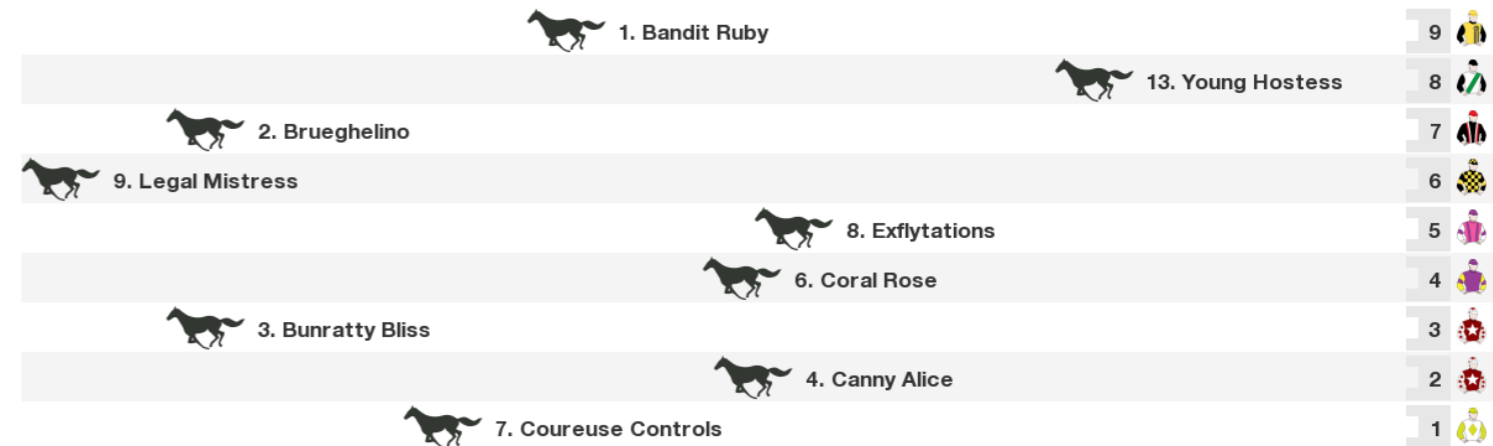 1. Bandit Ruby 9
13. Young Hostess 8
2. Brueghelino 7
9. Legal Mistress 6
8. Exflytations 5
6. Coral Rose 4
3. Bunratty Bliss 3
4. Canny Alice 2
7. Coureuse Controls 1